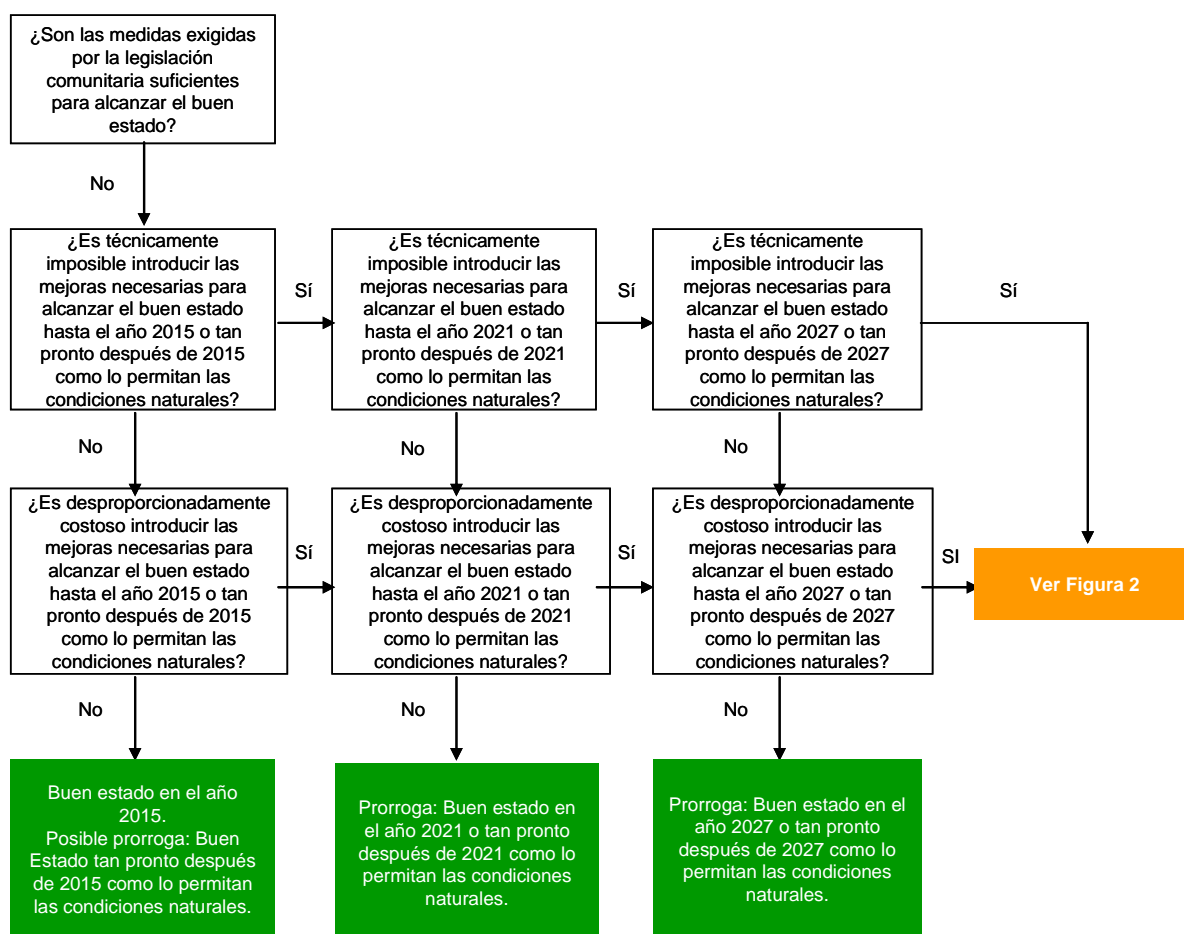 ¿Son las medidas exigidas
por la legislación
comunitaria suficientes
para alcanzar el buen
estado?
No
¿Es técnicamente
imposible introducir las
mejoras necesarias para
alcanzar el buen estado
hasta el año 2015 o tan
pronto después de 2015
como lo permitan las
condiciones naturales?
Sí
¿Es técnicamente
imposible introducir las
mejoras necesarias para
alcanzar el buen estado
hasta el año 2021 o tan
pronto después de 2021
como lo permitan las
condiciones naturales?
Sí
¿Es técnicamente
imposible introducir las
mejoras necesarias para
alcanzar el buen estado
hasta el año 2027 o tan
pronto después de 2027
como lo permitan las
condiciones naturales?
Sí
No
No
No
¿Es desproporcionadamente
costoso introducir las
mejoras necesarias para
alcanzar el buen estado
hasta el año 2015 o tan
pronto después de 2015
como lo permitan las
condiciones naturales?
Sí
¿Es desproporcionadamente
costoso introducir las
mejoras necesarias para
alcanzar el buen estado
hasta el año 2021 o tan
pronto después de 2021
como lo permitan las
condiciones naturales?
Sí
¿Es desproporcionadamente
costoso introducir las
mejoras necesarias para
alcanzar el buen estado
hasta el año 2027 o tan
pronto después de 2027
como lo permitan las
condiciones naturales?
SI
Ver Figura 2
No
No
No
Buen estado en el año
2015.
Posible prorroga: Buen
Estado tan pronto después
de 2015 como lo permitan
las condiciones naturales.
Prorroga: Buen estado en
el año 2021 o tan pronto
después de 2021 como lo
permitan las condiciones
naturales.
Prorroga: Buen estado en el
año 2027 o tan pronto
después de 2027 como lo
permitan las condiciones
naturales.